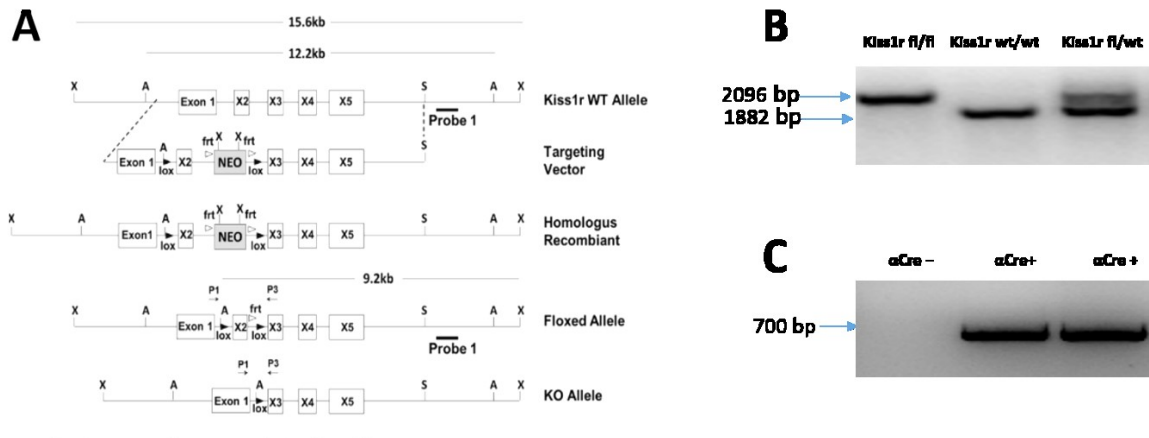 A
15.6kb
12.2kb
X A S A X
Exon 1 X2 X3 X4 X5
Kiss1r WT Allele
Probe 1
A frt X X frt S
Exon 1 X2 NEO X3 X4 X5
lox lox
Targeting
Vector
X A A frt X X frt S A X
Exon1 X2 NEO X3 X4 X5
lox lox
Homologus
Recombiant
9.2kb
P1 P3
X A A frt S A X
Exon 1 X2 X3 X4 X5
lox lox
Floxed Allele
Probe 1
P1 P3
X A A S A X
Exon 1 X3 X4 X5
lox
KO Allele
B
Kiss1r fl/fl Kiss1r wt/wt Kiss1r fl/wt
2096 bp
1882 bp
C
αCre – αCre+ αCre +
700 bp